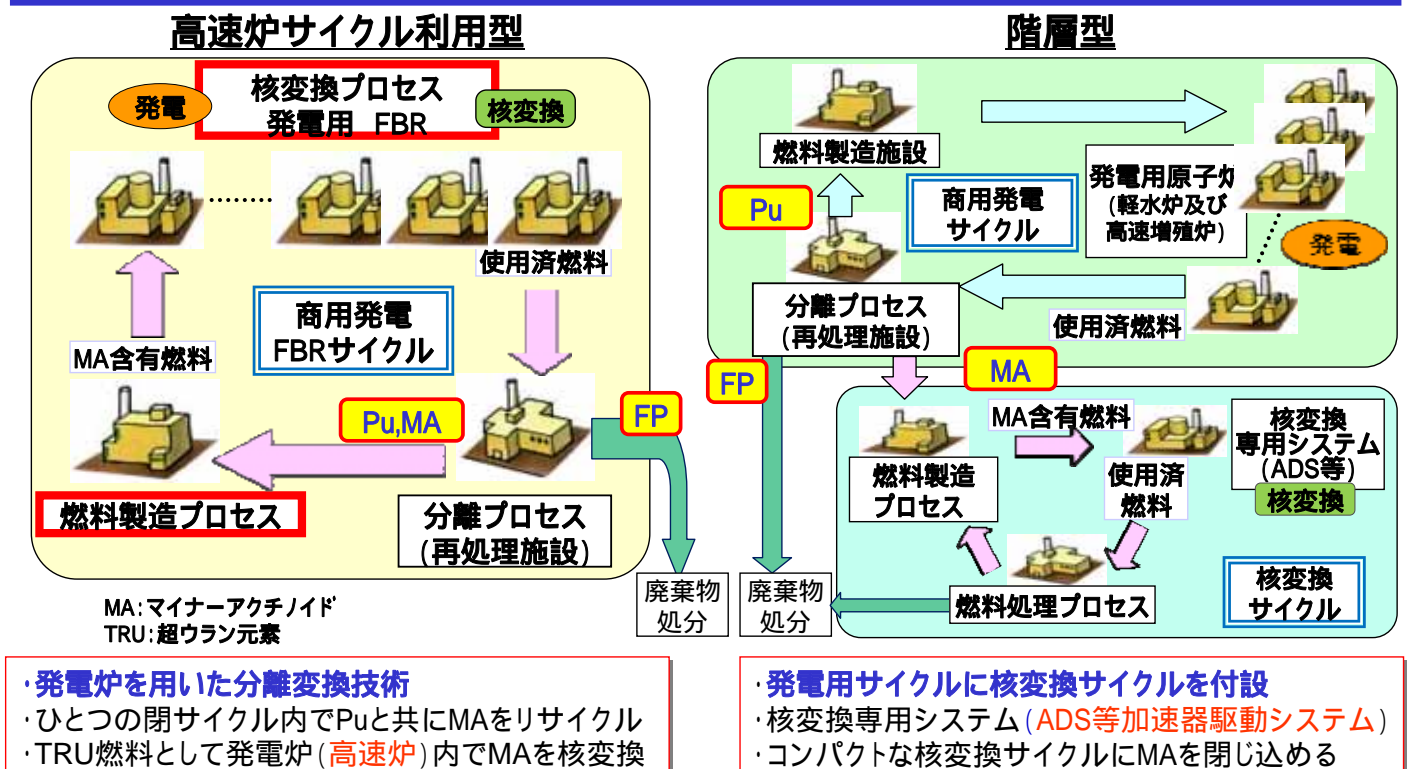 高速炉サイクル利用型
発電
核変換プロセス
発電用 FBR
核変換
使用済燃料
商用発電
FBRサイクル
MA含有燃料
Pu,MA
FP
燃料製造プロセス
分離プロセス
(再処理施設)
廃棄物
処分
MA:マイナーアクチノイド
TRU:超ウラン元素
・発電炉を用いた分離変換技術
・ひとつの閉サイクル内でPuと共にMAをリサイクル
・TRU燃料として発電炉(高速炉)内でMAを核変換
階層型
燃料製造施設
Pu
商用発電
サイクル
発電用原子炉
(軽水炉及び
高速増殖炉)
発電
分離プロセス
(再処理施設)
使用済燃料
FP
MA
MA含有燃料
核変換
専用システム
(ADS等)
核変換
燃料製造
プロセス
使用済
燃料
燃料処理プロセス
核変換
サイクル
廃棄物
処分
・発電用サイクルに核変換サイクルを付設
・核変換専用システム(ADS等加速器駆動システム)
・コンパクトな核変換サイクルにMAを閉じ込める